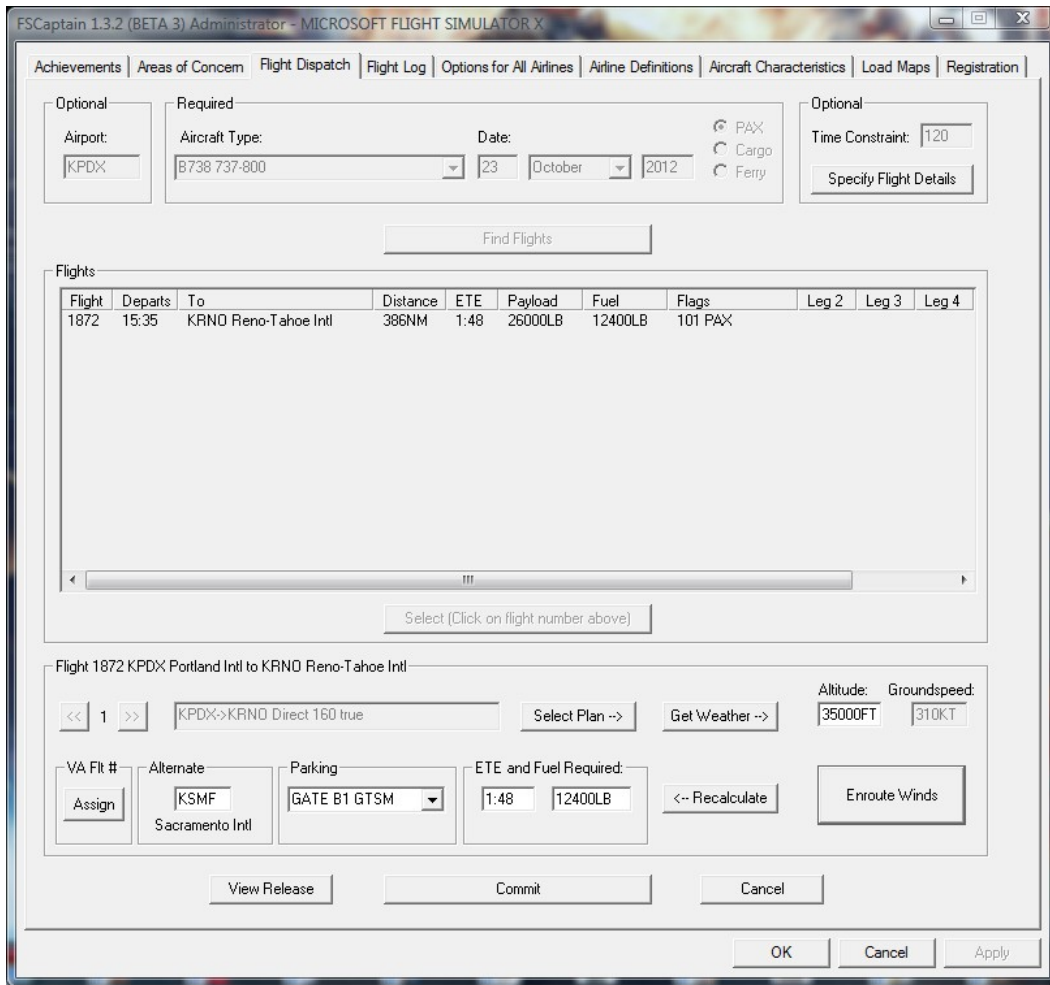 FSCaptain 1.3.2 (BETA 3) Administrator - MICROSOFT FLIGHT SIMULATOR X
Achievements Areas of Concern Flight Dispatch Flight Log Options for All Airlines Airline Definitions Aircraft Characteristics Load Maps Registration
Optional Required Optional
Airport: Aircraft Type: Date: PAX Time Constraint: 120
KPDX B738 737-800 23 October 2012 Cargo
Ferry Specify Flight Details
Find Flights
Flights
Flight Departs To Distance ETE Payload Fuel Flags Leg 2 Leg 3 Leg 4
1872 15:35 KRNO Reno-Tahoe Intl 386NM 1:48 26000LB 12400LB 101 PAX
Select (Click on flight number above)
Flight 1872 KPDX Portland Intl to KRNO Reno-Tahoe Intl
Altitude: Groundspeed:
<< 1 >> KPDX->KRNO Direct 160 true Select Plan --> Get Weather --> 35000FT 310KT
VA Flt # Alternate Parking ETE and Fuel Required:
Assign KSMF GATE B1 GTSM 1:48 12400LB <-- Recalculate Enroute Winds
Sacramento Intl
View Release Commit Cancel
OK Cancel Apply